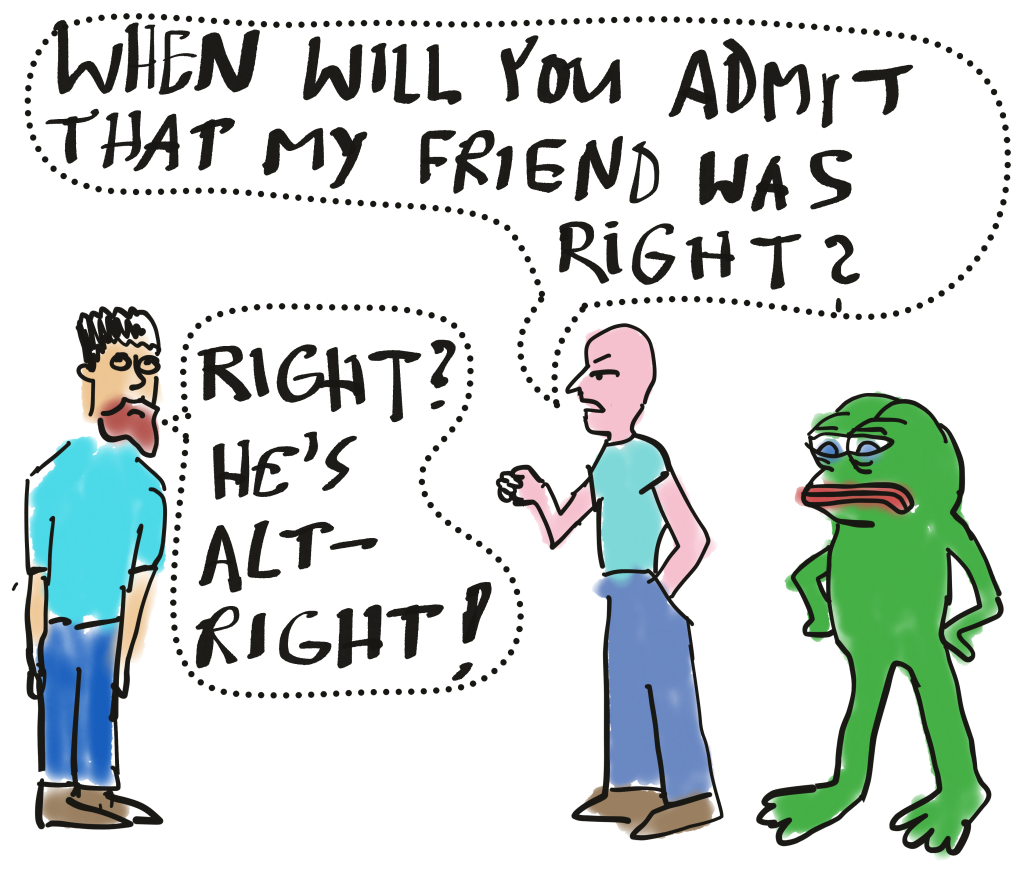 WHEN WILL YOU ADMIT
THAT MY FRIEND WAS
RIGHT?
RIGHT?
HE'S
ALT-
RIGHT!